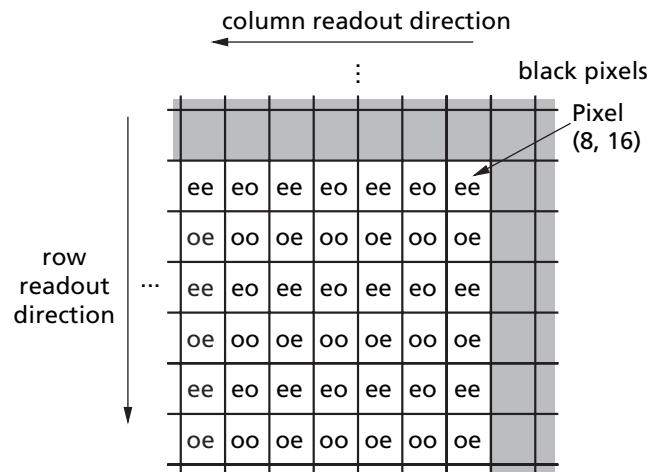 column readout direction
...
black pixels
Pixel
(8, 16)
ee eo ee eo ee eo ee
oe oo oe oo oe oo oe
row
readout
direction
...
ee eo ee eo ee eo ee
oe oo oe oo oe oo oe
ee eo ee eo ee eo ee
oe oo oe oo oe oo oe